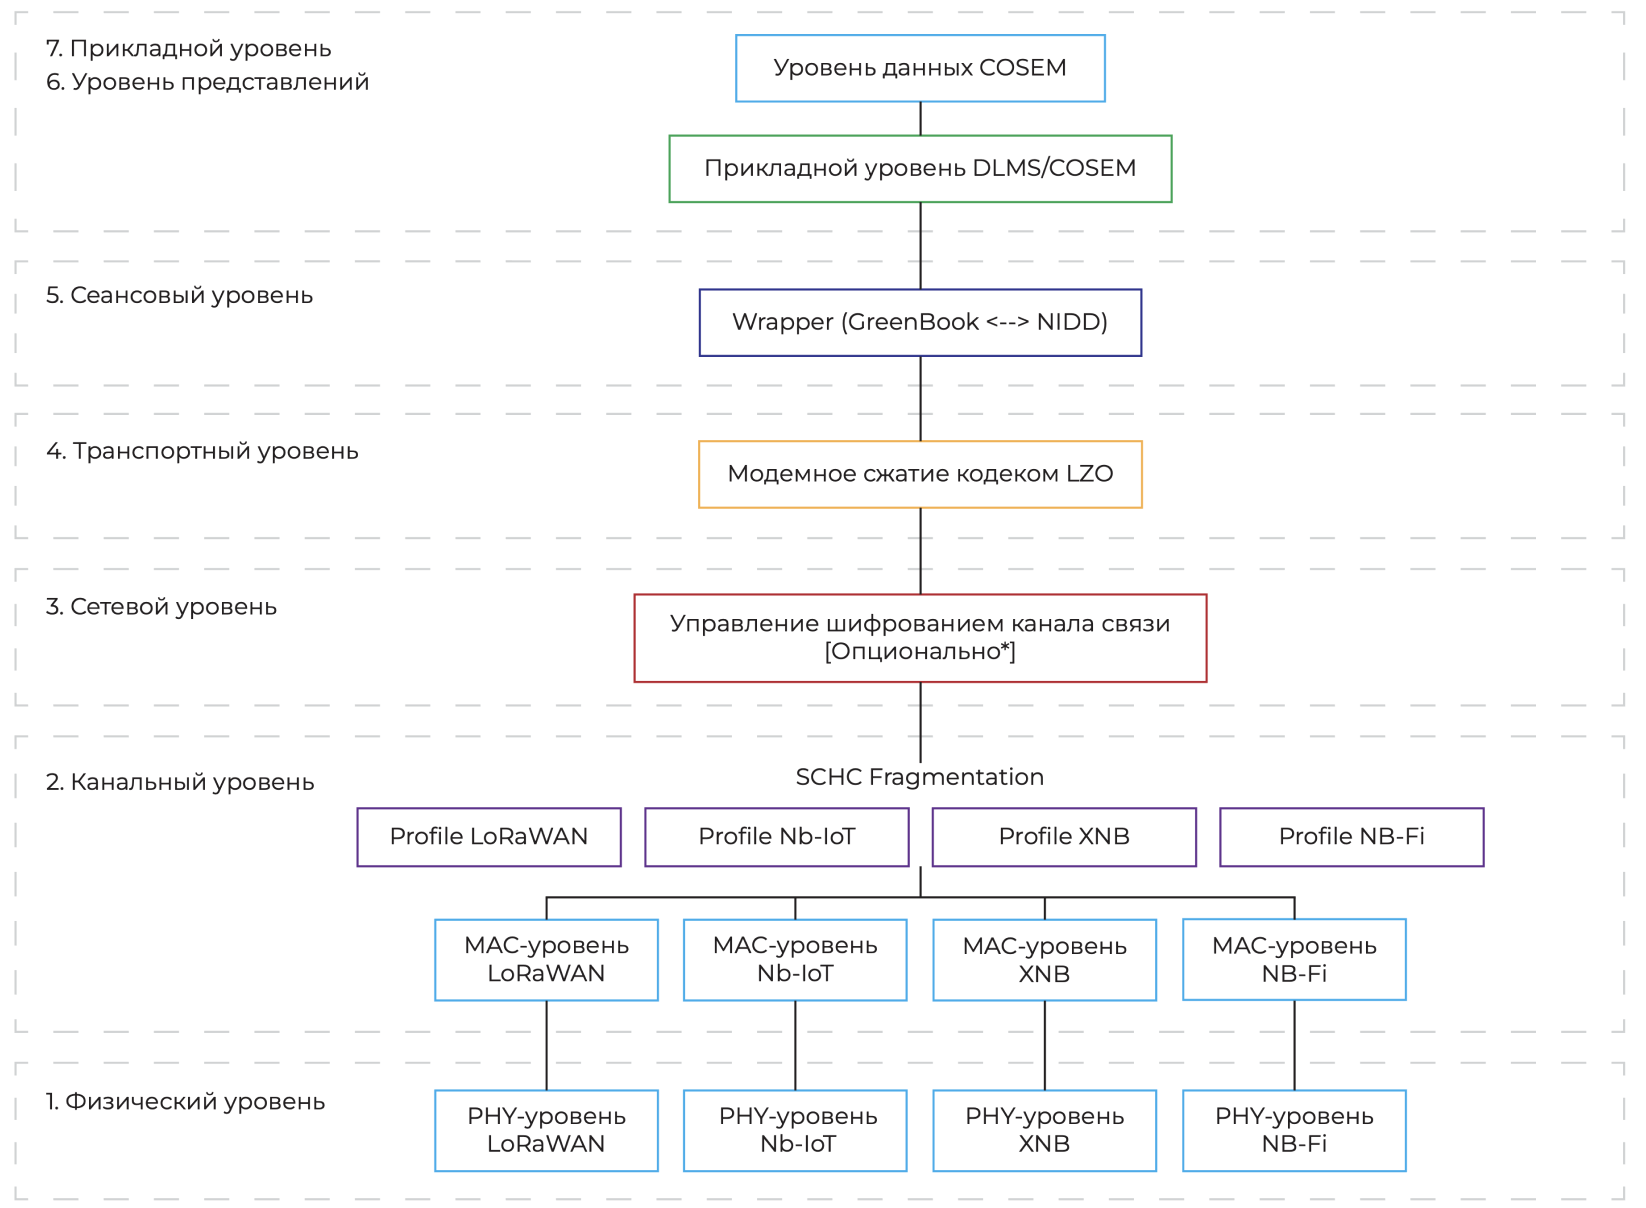 7. Прикладной уровень
6. Уровень представлений
Уровень данных COSEM
Прикладной уровень DLMS/COSEM
5. Сеансовый уровень
Wrapper (GreenBook <--> NIDD)
4. Транспортный уровень
Модемное сжатие кодеком LZO
3. Сетевой уровень
Управление шифрованием канала связи
[Опционально*]
2. Канальный уровень
SCHC Fragmentation
Profile LoRaWAN
Profile Nb-IoT
Profile XNB
Profile NB-Fi
MAC-уровень
LoRaWAN
MAC-уровень
Nb-IoT
MAC-уровень
XNB
MAC-уровень
NB-Fi
1. Физический уровень
PHY-уровень
LoRaWAN
PHY-уровень
Nb-IoT
PHY-уровень
XNB
PHY-уровень
NB-Fi